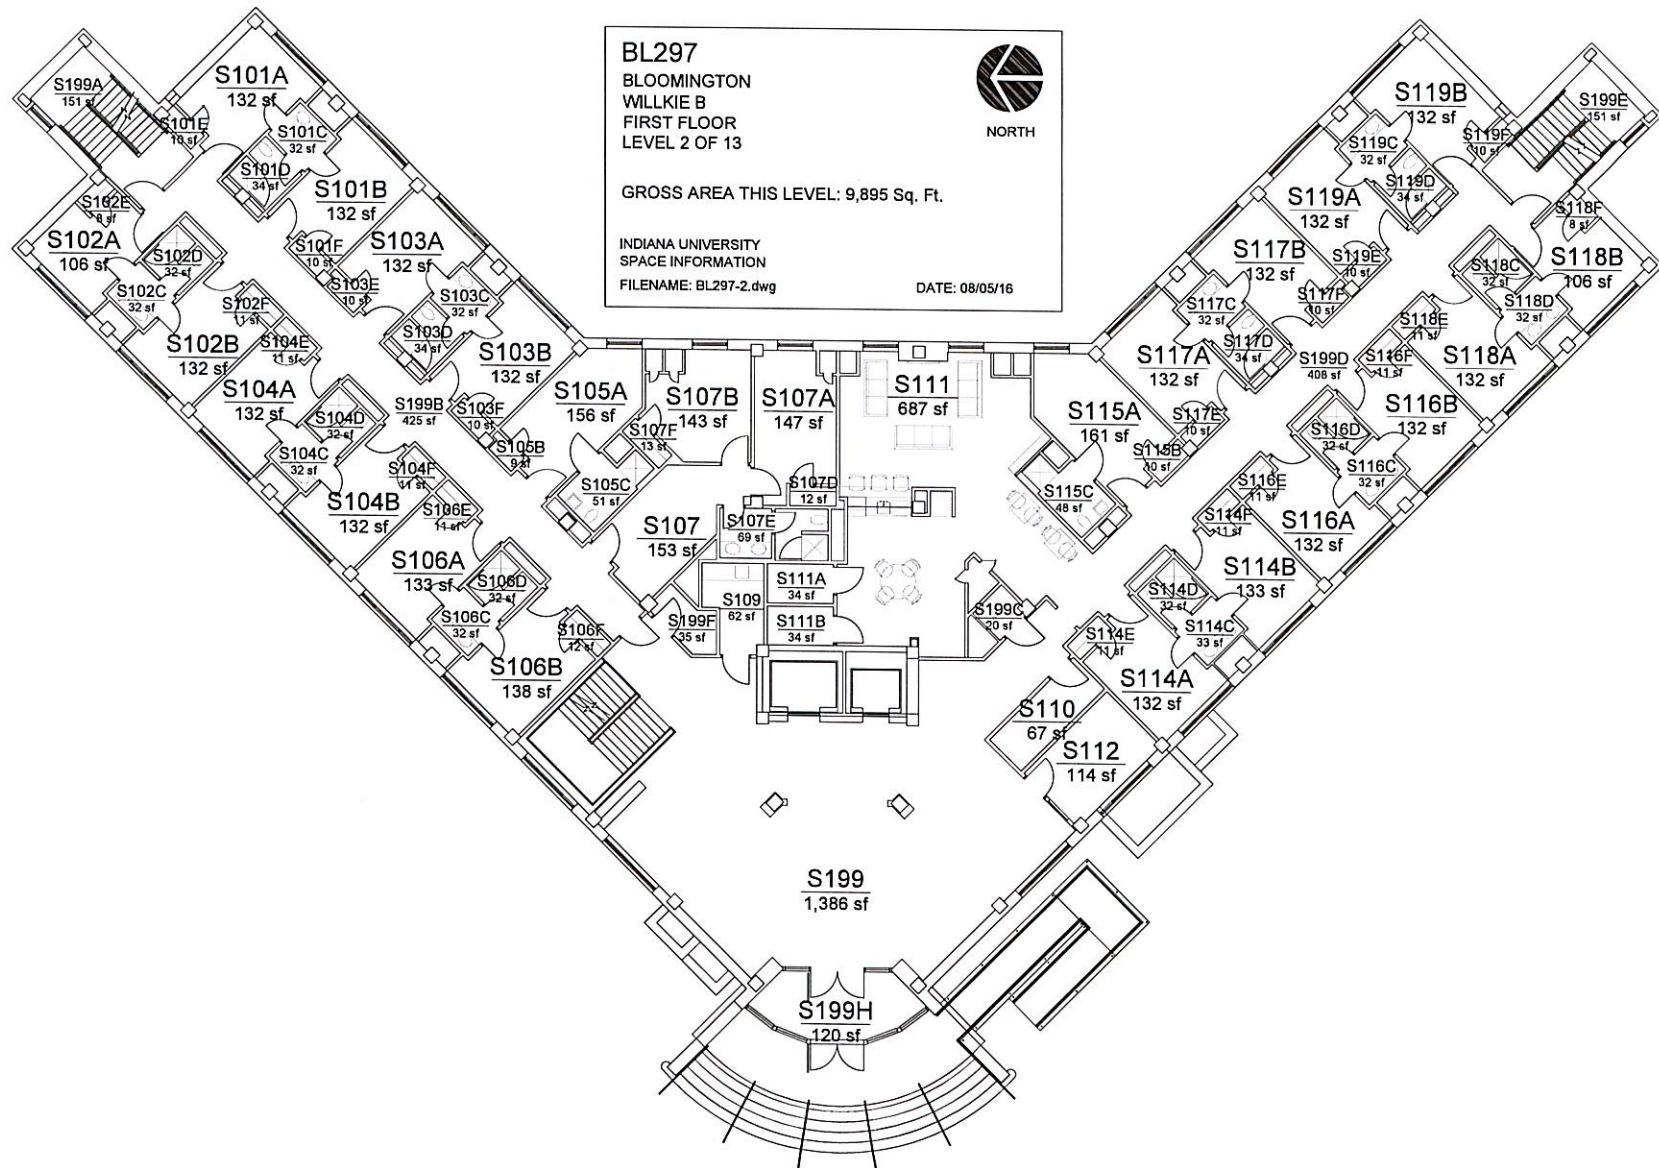 BL297
BLOOMINGTON
WILLKIE B
FIRST FLOOR
LEVEL 2 OF 13
GROSS AREA THIS LEVEL: 9,895 Sq. Ft.
INDIANA UNIVERSITY
SPACE INFORMATION
FILENAME: BL297-2.dwg
DATE: 08/05/16
NORTH
S199A
151 sf
S101A
132 sf
S101E
10 sf
S101C
32 sf
S101D
34 sf
S101B
132 sf
S102E
8 sf
S102A
106 sf
S102D
32 sf
S102C
32 sf
S101F
10 sf
S103A
132 sf
S103E
10 sf
S103C
32 sf
S102F
11 sf
S103D
34 sf
S102B
132 sf
S104E
11 sf
S103B
132 sf
S104A
132 sf
S104D
32 sf
S199B
425 sf
S103F
10 sf
S105A
156 sf
S104C
32 sf
S105B
9 sf
S104F
11 sf
S104B
132 sf
S106E
11 sf
S105C
51 sf
S106A
133 sf
S106D
32 sf
S106C
32 sf
S106F
12 sf
S106B
138 sf
S107B
143 sf
S107A
147 sf
S107F
13 sf
S107D
12 sf
S107E
69 sf
S107
153 sf
S109
62 sf
S111A
34 sf
S111B
34 sf
S199F
35 sf
S111
687 sf
S199C
20 sf
S115A
161 sf
S115B
10 sf
S115C
48 sf
S117A
132 sf
S117E
10 sf
S117C
32 sf
S117D
34 sf
S117B
132 sf
S117F
10 sf
S119E
10 sf
S119A
132 sf
S119C
32 sf
S119D
34 sf
S119B
132 sf
S119F
10 sf
S199E
151 sf
S118F
8 sf
S118B
106 sf
S118C
32 sf
S118D
32 sf
S118E
11 sf
S118A
132 sf
S199D
408 sf
S116F
11 sf
S116B
132 sf
S116D
32 sf
S116C
32 sf
S116E
11 sf
S116A
132 sf
S114F
11 sf
S114B
133 sf
S114D
32 sf
S114C
33 sf
S114E
11 sf
S114A
132 sf
S110
67 sf
S112
114 sf
S199
1,386 sf
S199H
120 sf